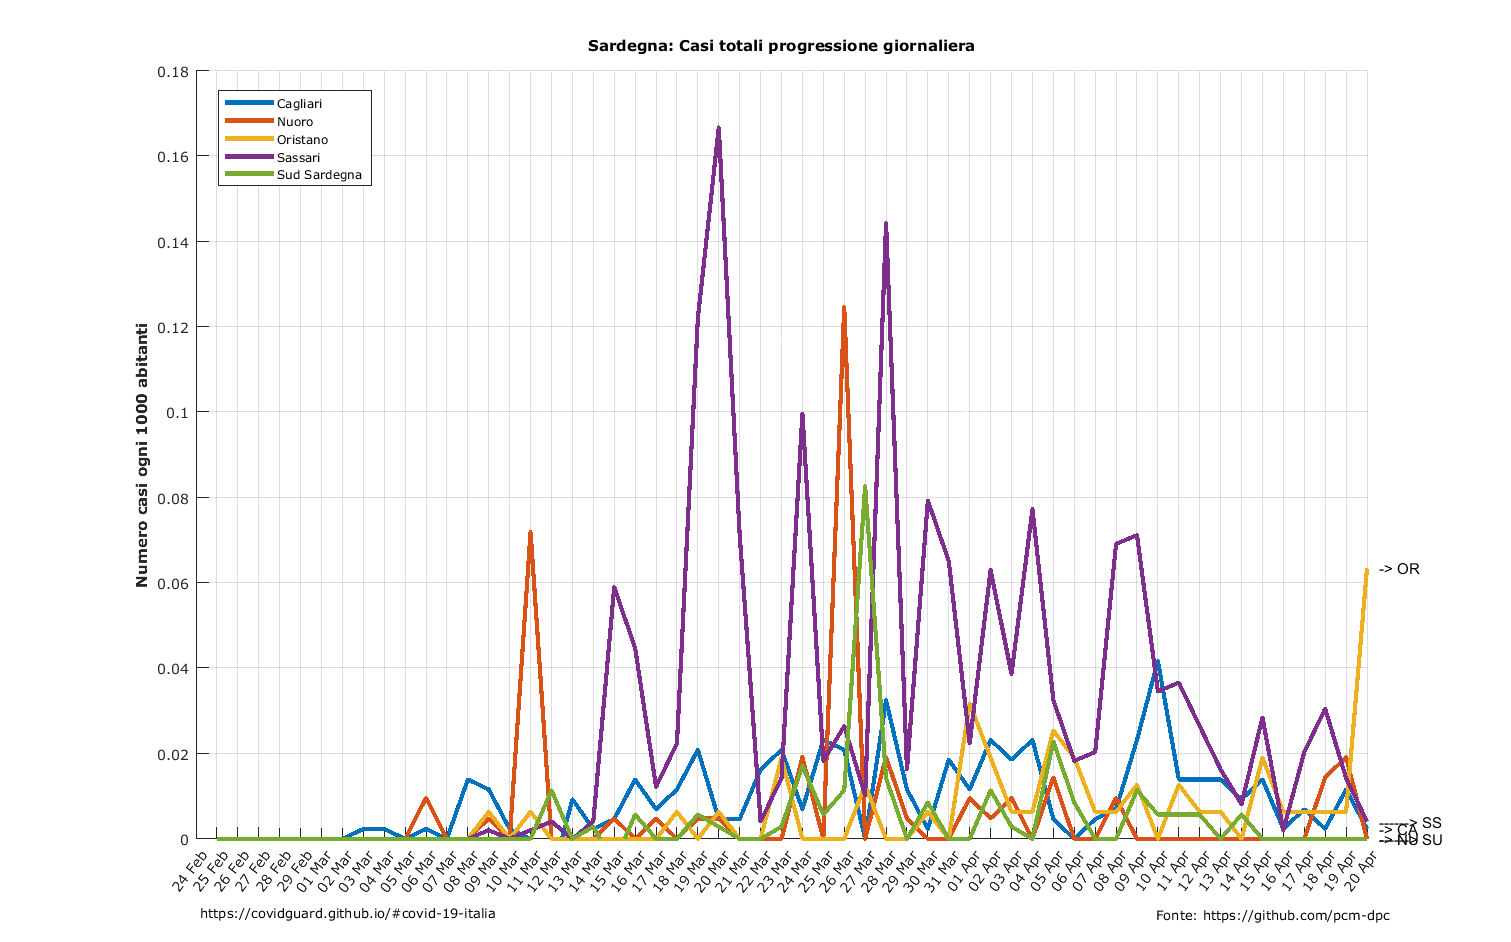 Sardegna: Casi totali progressione giornaliera
Numero casi ogni 1000 abitanti
0.18
0.16
0.14
0.12
0.1
0.08
0.06
0.04
0.02
0
Cagliari
Nuoro
Oristano
Sassari
Sud Sardegna
-> OR
------> SS
-> CA
-> NU SU
24 Feb
25 Feb
26 Feb
27 Feb
28 Feb
29 Feb
01 Mar
02 Mar
03 Mar
04 Mar
05 Mar
06 Mar
07 Mar
08 Mar
09 Mar
10 Mar
11 Mar
12 Mar
13 Mar
14 Mar
15 Mar
16 Mar
17 Mar
18 Mar
19 Mar
20 Mar
21 Mar
22 Mar
23 Mar
24 Mar
25 Mar
26 Mar
27 Mar
28 Mar
29 Mar
30 Mar
31 Mar
01 Apr
02 Apr
03 Apr
04 Apr
05 Apr
06 Apr
07 Apr
08 Apr
09 Apr
10 Apr
11 Apr
12 Apr
13 Apr
14 Apr
15 Apr
16 Apr
17 Apr
18 Apr
19 Apr
20 Apr
https://covidguard.github.io/#covid-19-italia
Fonte: https://github.com/pcm-dpc